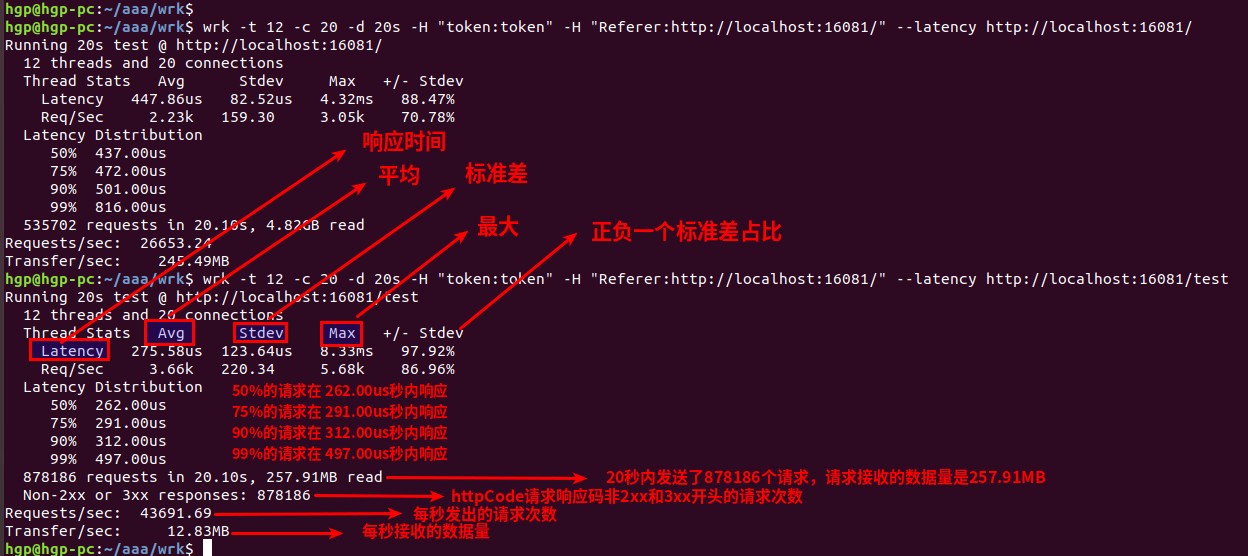 hgp@hgp-pc:~/aaa/wrk$
hgp@hgp-pc:~/aaa/wrk$ wrk -t 12 -c 20 -d 20s -H "token:token" -H "Referer:http://localhost:16081/" --latency http://localhost:16081/
Running 20s test @ http://localhost:16081/
12 threads and 20 connections
Thread Stats Avg Stdev Max +/- Stdev
Latency 447.86us 82.52us 4.32ms 88.47%
Req/Sec 2.23k 159.30 3.05k 70.78%
Latency Distribution
50% 437.00us
75% 472.00us
90% 501.00us
99% 816.00us
响应时间
平均
标准差
最大
正负一个标准差占比
535702 requests in 20.10s, 4.82GB read
Requests/sec: 26653.24
Transfer/sec: 245.49MB
hgp@hgp-pc:~/aaa/wrk$ wrk -t 12 -c 20 -d 20s -H "token:token" -H "Referer:http://localhost:16081/" --latency http://localhost:16081/test
Running 20s test @ http://localhost:16081/test
12 threads and 20 connections
Thread Stats Avg Stdev Max +/- Stdev
Latency 275.58us 123.64us 8.33ms 97.92%
Req/Sec 3.66k 220.34 5.68k 86.96%
Latency Distribution
50% 262.00us 50%的请求在 262.00us秒内响应
75% 291.00us 75%的请求在 291.00us秒内响应
90% 312.00us 90%的请求在 312.00us秒内响应
99% 497.00us 99%的请求在 497.00us秒内响应
878186 requests in 20.10s, 257.91MB read 20秒内发送了878186个请求，请求接收的数据量是257.91MB
Non-2xx or 3xx responses: 878186 httpCode请求响应码非2xx和3xx开头的请求次数
Requests/sec: 43691.69 每秒发出的请求次数
Transfer/sec: 12.83MB 每秒接收的数据量
hgp@hgp-pc:~/aaa/wrk$